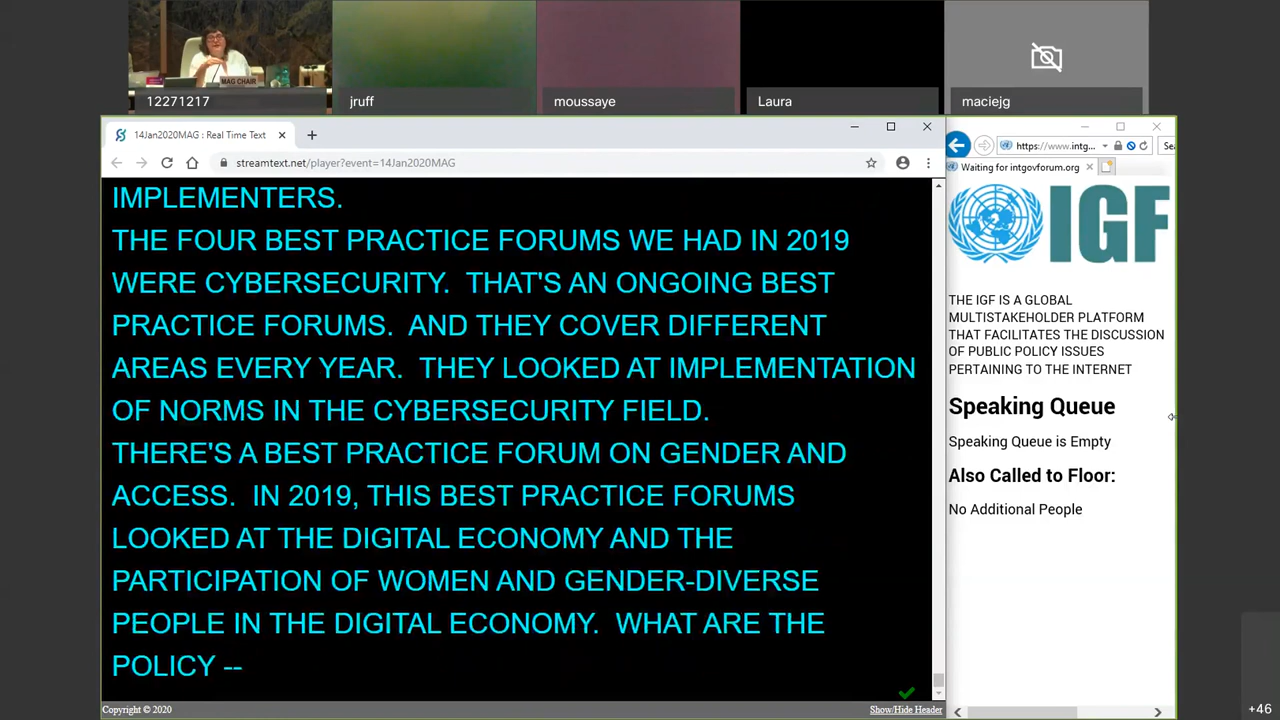 MAG CHAIR
12271217
jruff
moussaye
Laura
maciejg
14Jan2020MAG : Real Time Text
streamtext.net/player?event=14Jan2020MAG
IMPLEMENTERS.
THE FOUR BEST PRACTICE FORUMS WE HAD IN 2019
WERE CYBERSECURITY.  THAT'S AN ONGOING BEST
PRACTICE FORUMS.  AND THEY COVER DIFFERENT
AREAS EVERY YEAR.  THEY LOOKED AT IMPLEMENTATION
OF NORMS IN THE CYBERSECURITY FIELD.
THERE'S A BEST PRACTICE FORUM ON GENDER AND
ACCESS.  IN 2019, THIS BEST PRACTICE FORUMS
LOOKED AT THE DIGITAL ECONOMY AND THE
PARTICIPATION OF WOMEN AND GENDER-DIVERSE
PEOPLE IN THE DIGITAL ECONOMY.  WHAT ARE THE
POLICY --
Copyright © 2020
Show/Hide Header
https://www.intg...
Sea
Waiting for intgovforum.org
IGF
THE IGF IS A GLOBAL
MULTISTAKEHOLDER PLATFORM
THAT FACILITATES THE DISCUSSION
OF PUBLIC POLICY ISSUES
PERTAINING TO THE INTERNET
Speaking Queue
Speaking Queue is Empty
Also Called to Floor:
No Additional People
+46